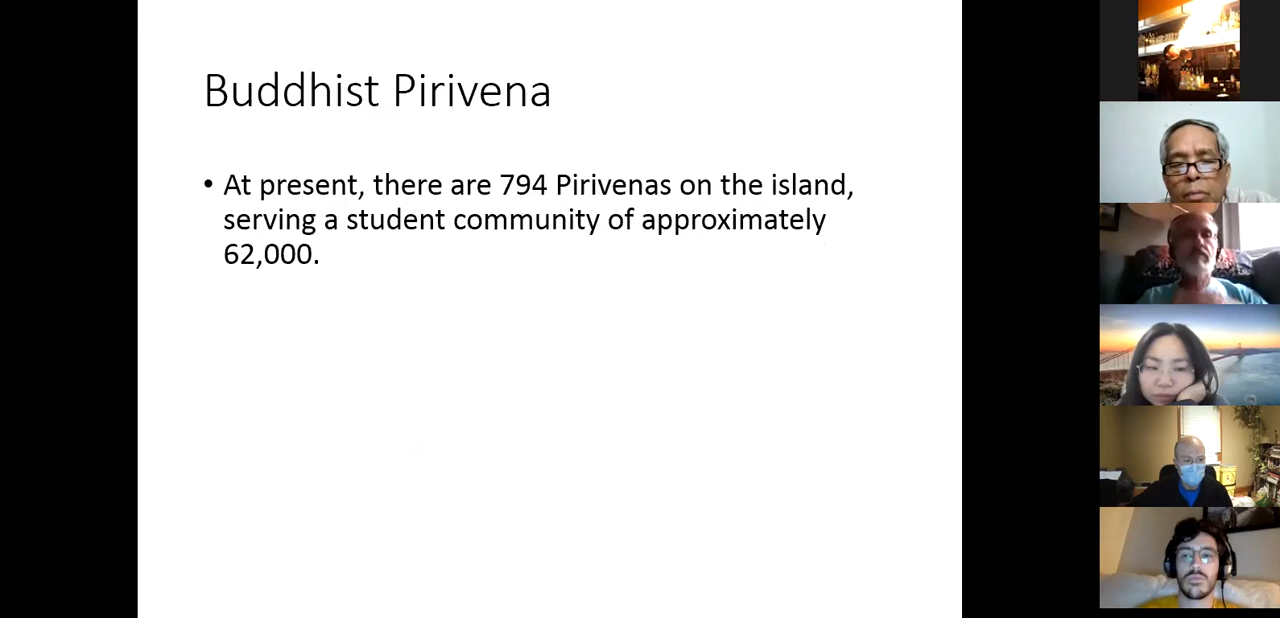 Buddhist Pirivena
• At present, there are 794 Pirivenas on the island,
serving a student community of approximately
62,000.